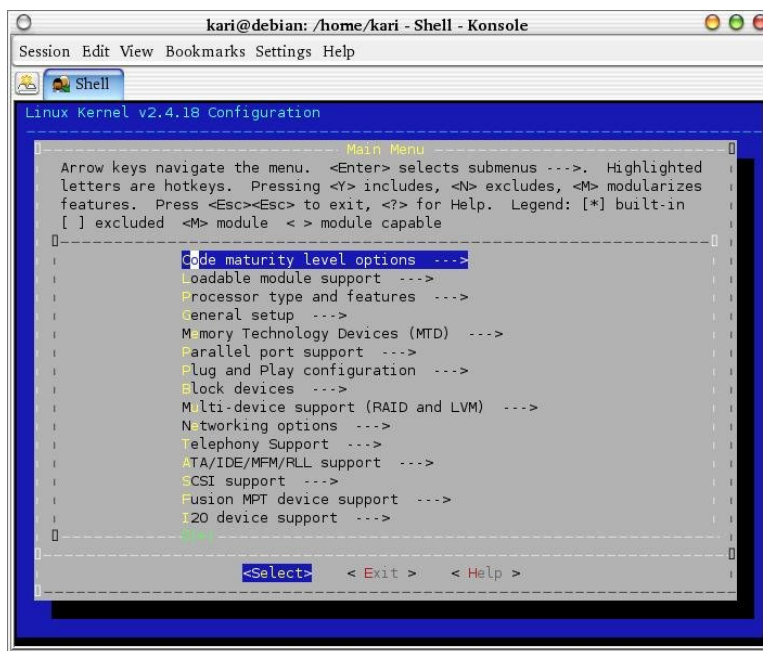 kari@debian: /home/kari - Shell - Konsole
Session Edit View Bookmarks Settings Help
Shell
Linux Kernel v2.4.18 Configuration
Main Menu
Arrow keys navigate the menu. <Enter> selects submenus --->. Highlighted
letters are hotkeys. Pressing <Y> includes, <N> excludes, <M> modularizes
features. Press <Esc><Esc> to exit, <?> for Help. Legend: [*] built-in
[ ] excluded <M> module < > module capable
Code maturity level options --->
Loadable module support --->
Processor type and features --->
General setup --->
Memory Technology Devices (MTD) --->
Parallel port support --->
Plug and Play configuration --->
Block devices --->
Multi-device support (RAID and LVM) --->
Networking options --->
Telephony Support --->
ATA/IDE/MFM/RLL support --->
SCSI support --->
Fusion MPT device support --->
I2O device support --->
<Select> < Exit > < Help >